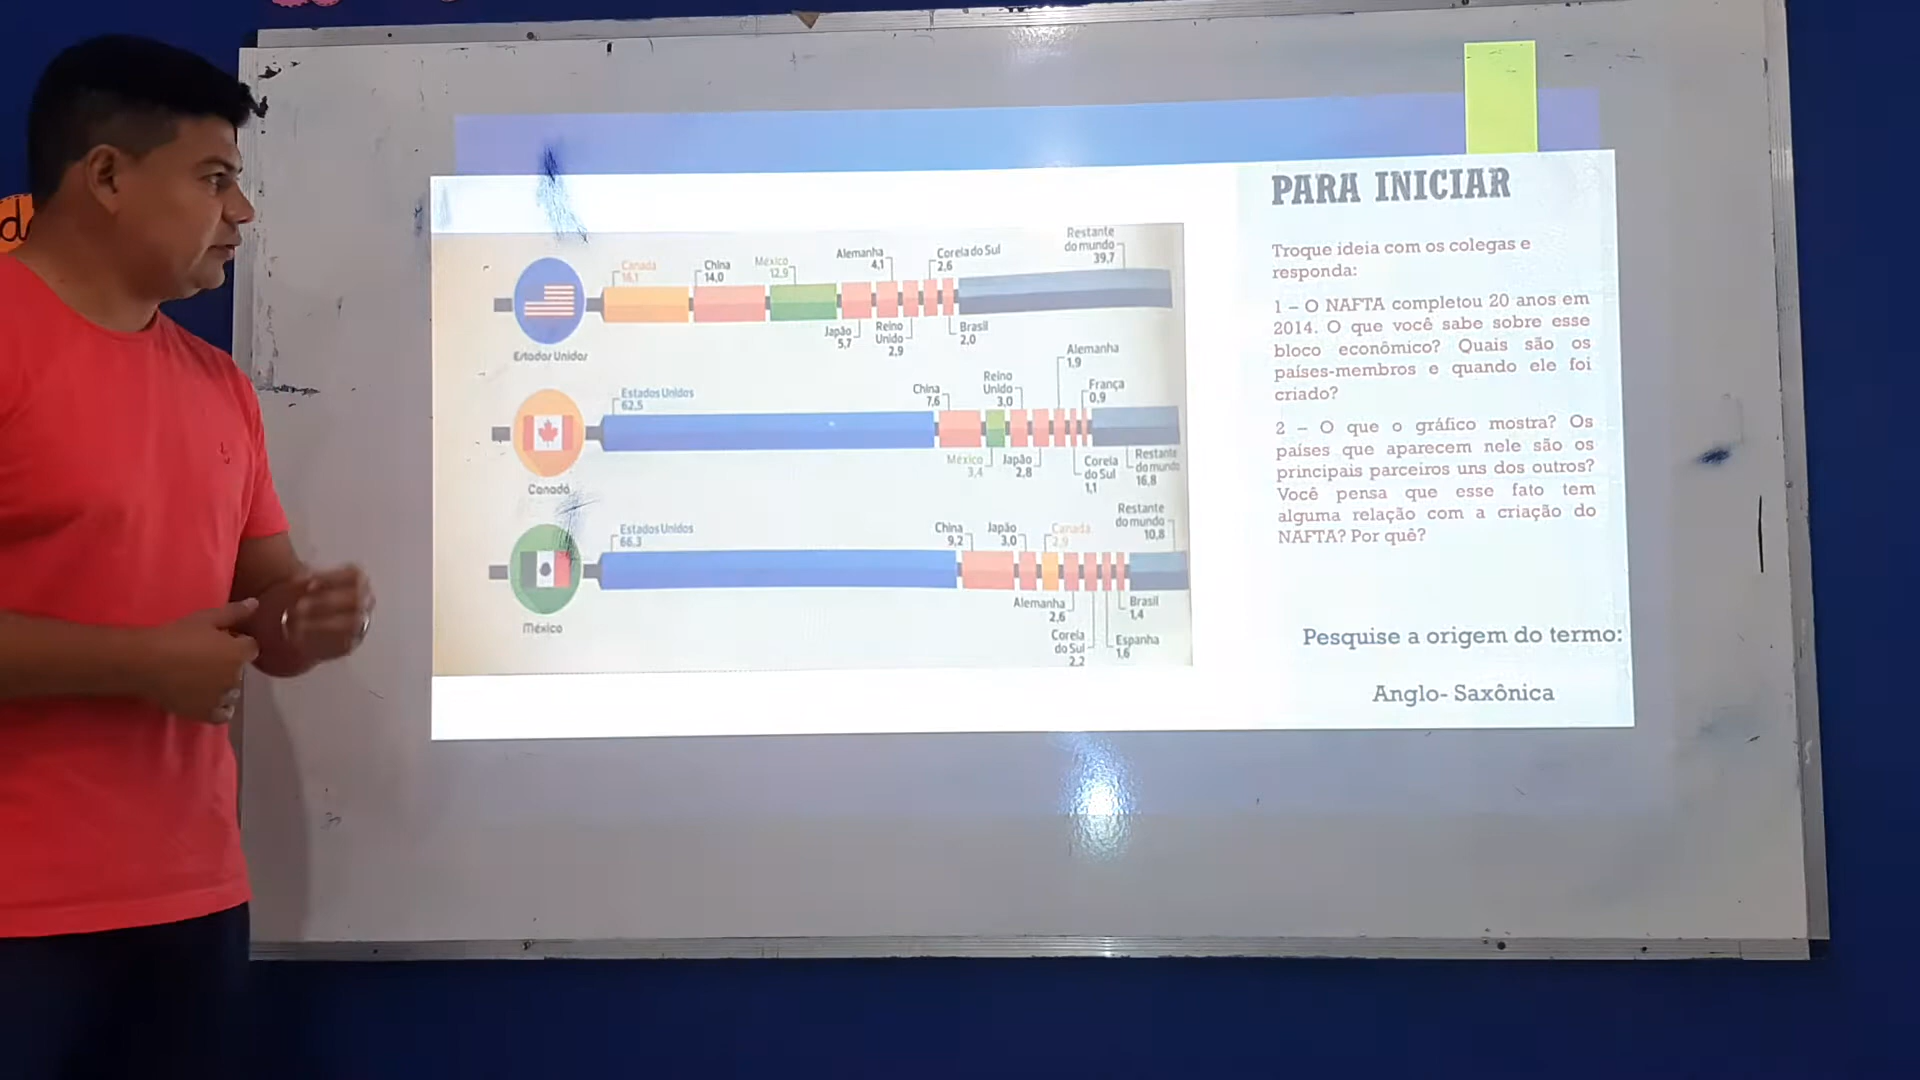 Canadá
16,1
China
14,0
México
12,9
Alemanha
4,1
Coreia do Sul
2,6
Restante
do mundo
39,7
Japão
5,7
Reino
Unido
2,9
Brasil
2,0
Estados Unidos
Estados Unidos
62,5
China
7,6
Reino
Unido
3,0
Alemanha
1,9
França
0,9
México
3,4
Japão
2,8
Coreia
do Sul
1,1
Restante
do mundo
16,8
Canadá
Estados Unidos
66,3
China
9,2
Japão
3,0
Canadá
2,9
Restante
do mundo
10,8
Alemanha
2,6
Coreia
do Sul
2,2
Espanha
1,6
Brasil
1,4
México
PARA INICIAR
Troque ideia com os colegas e
responda:
1 – O NAFTA completou 20 anos em
2014. O que você sabe sobre esse
bloco econômico? Quais são os
países-membros e quando ele foi
criado?
2 – O que o gráfico mostra? Os
países que aparecem nele são os
principais parceiros uns dos outros?
Você pensa que esse fato tem
alguma relação com a criação do
NAFTA? Por quê?
Pesquise a origem do termo:
Anglo- Saxônica